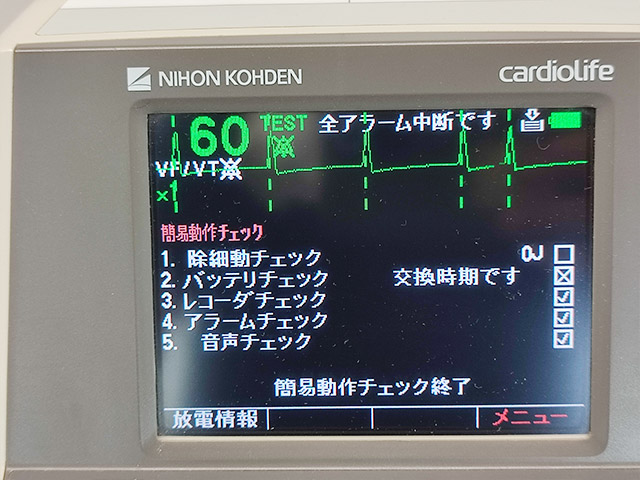 NIHON KOHDEN
cardiolife
60 TEST 全アラーム中断です
VF/VT
×1
簡易動作チェック
1. 除細動チェック 0J
2. バッテリチェック 交換時期です
3. レコーダチェック
4. アラームチェック
5. 音声チェック
簡易動作チェック終了
放電情報
メニュー